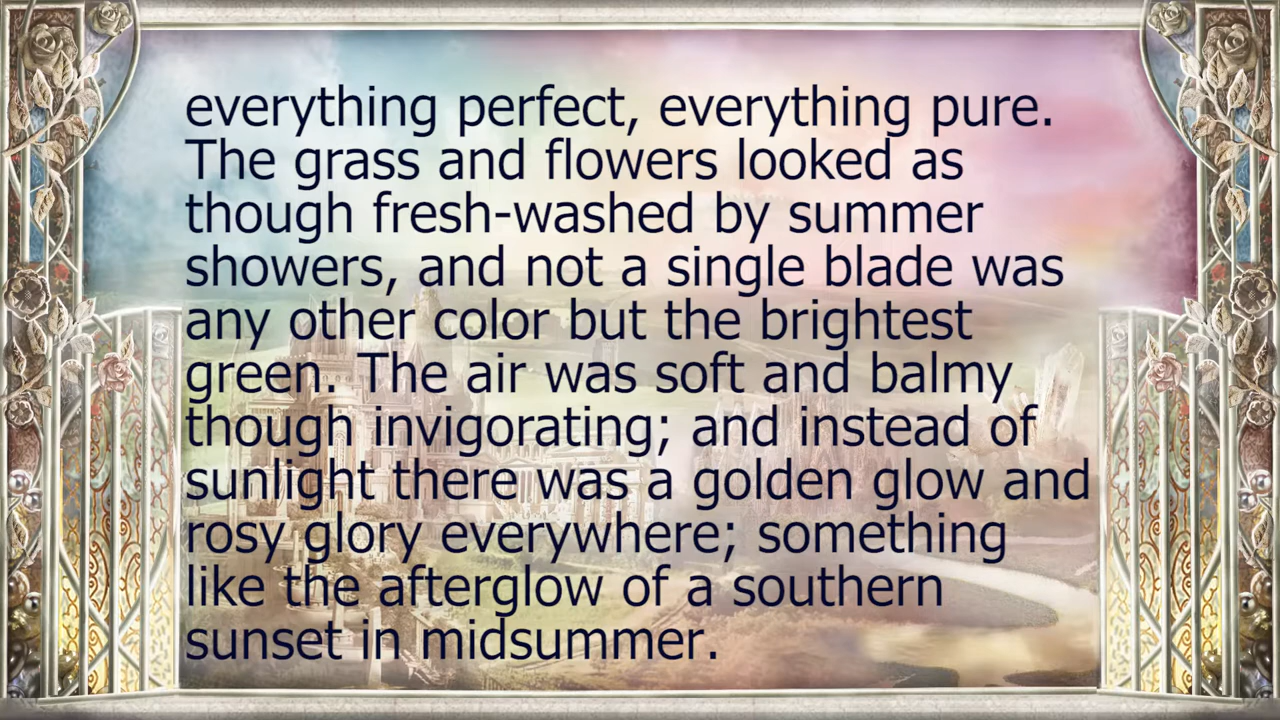 everything perfect, everything pure.
The grass and flowers looked as
though fresh-washed by summer
showers, and not a single blade was
any other color but the brightest
green. The air was soft and balmy
though invigorating; and instead of
sunlight there was a golden glow and
rosy glory everywhere; something
like the afterglow of a southern
sunset in midsummer.